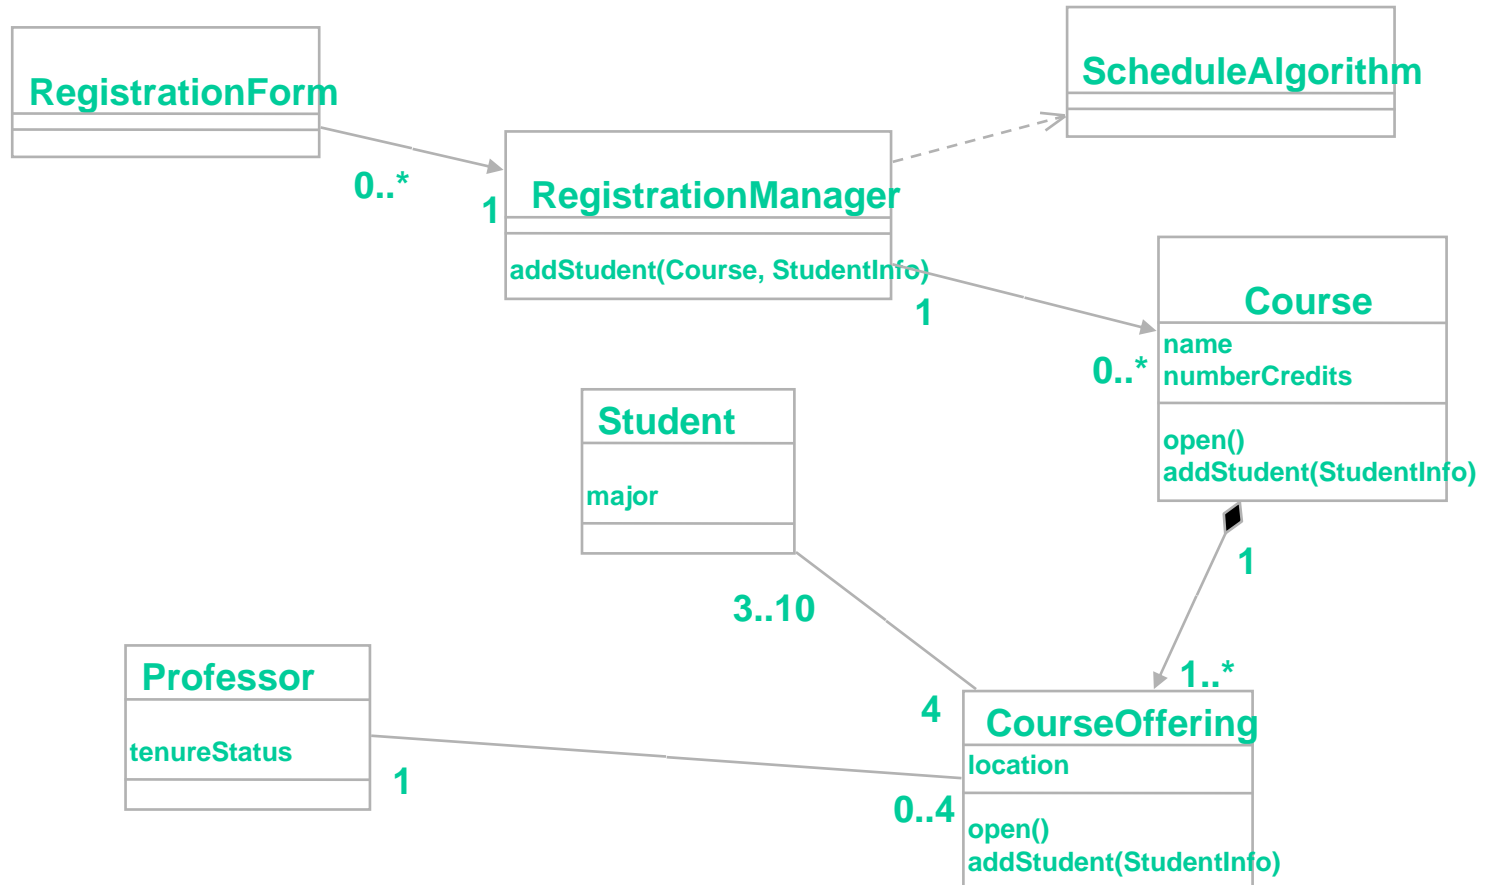 RegistrationForm
ScheduleAlgorithm
0..*
1
RegistrationManager
addStudent(Course, StudentInfo)
1
0..*
Course
name
numberCredits
open()
addStudent(StudentInfo)
1
1..*
Student
major
3..10
4
Professor
tenureStatus
1
0..4
CourseOffering
location
open()
addStudent(StudentInfo)